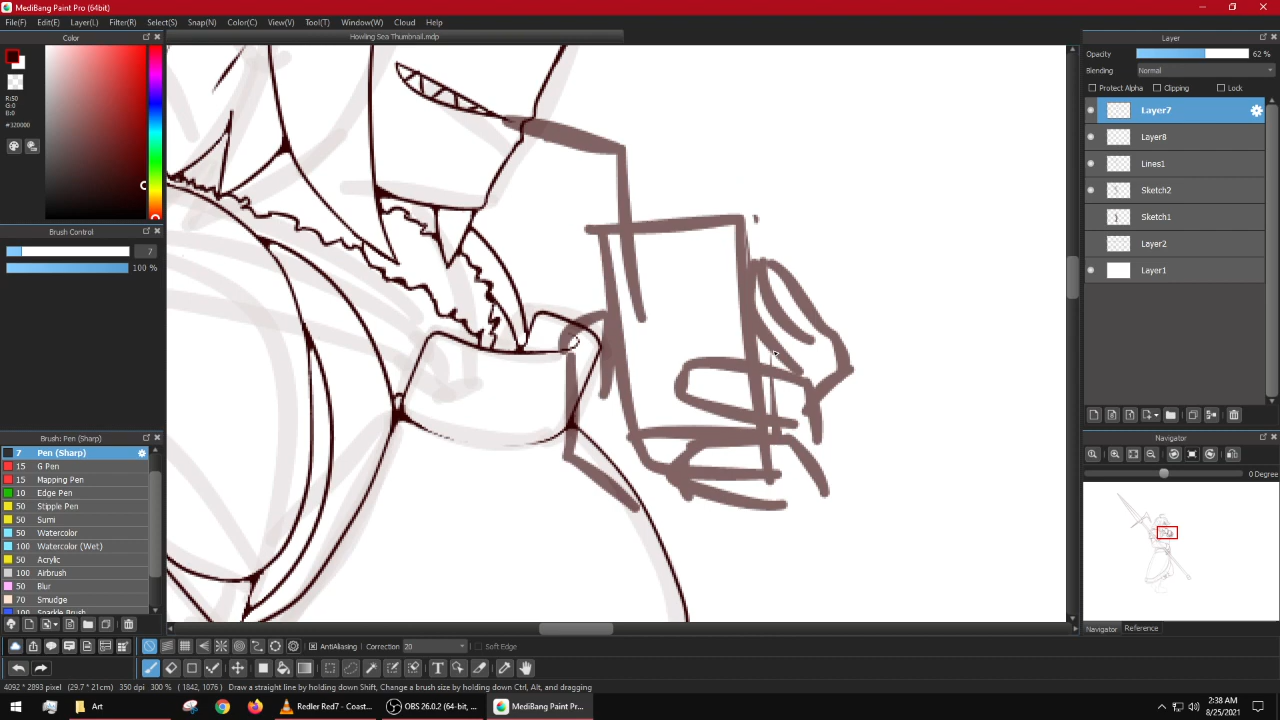 MediBang Paint Pro (64bit)
File(F) Edit(E) Layer(L) Filter(R) Select(S) Snap(N) Color(C) View(V) Tool(T) Window(W) Cloud Help
Color
Howling Sea Thumbnail.mdp
Layer
Opacity 62 %
Blending Normal
Protect Alpha Clipping Lock
R:50
G:0
B:0
#320000
Layer7
Layer8
Lines1
Sketch2
Sketch1
Layer2
Layer1
Brush Control
7
100 %
Brush: Pen (Sharp)
7 Pen (Sharp)
15 G Pen
15 Mapping Pen
10 Edge Pen
50 Stipple Pen
50 Sumi
50 Watercolor
100 Watercolor (Wet)
50 Acrylic
100 Airbrush
50 Blur
70 Smudge
100 Sparkle Brush
Navigator
0 Degree
Navigator Reference
AntiAliasing Correction 20 Soft Edge
4092 * 2893 pixel (29.7 * 21cm) 350 dpi 300 % ( 1842, 1076 ) Draw a straight line by holding down Shift, Change a brush size by holding down Ctrl, Alt, and dragging
Art
Redler Red7 - Coast...
OBS 26.0.2 (64-bit, ...
MediBang Paint Pr...
2:38 AM
8/25/2021